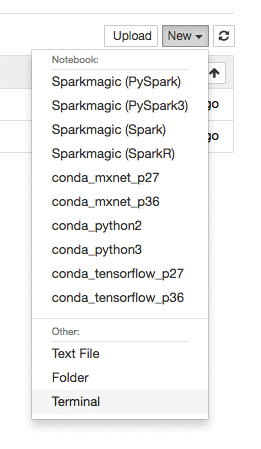 Upload New
Notebook:
Sparkmagic (PySpark)
Sparkmagic (PySpark3)
go
Sparkmagic (Spark)
Sparkmagic (SparkR)
go
conda_mxnet_p27
conda_mxnet_p36
conda_python2
conda_python3
conda_tensorflow_p27
conda_tensorflow_p36
Other:
Text File
Folder
Terminal